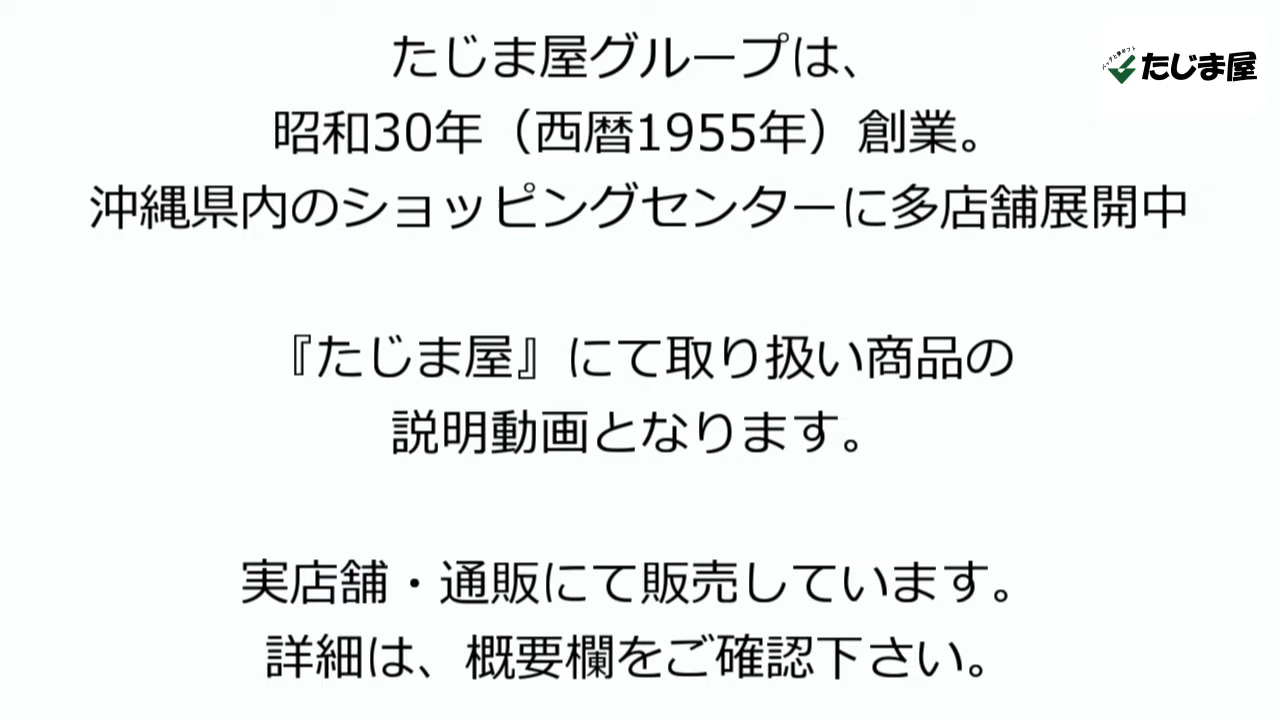 たじま屋グループは、
昭和30年（西暦1955年）創業。
沖縄県内のショッピングセンターに多店舗展開中
『たじま屋』にて取り扱い商品の
説明動画となります。
実店舗・通販にて販売しています。
詳細は、概要欄をご確認下さい。
たじま屋